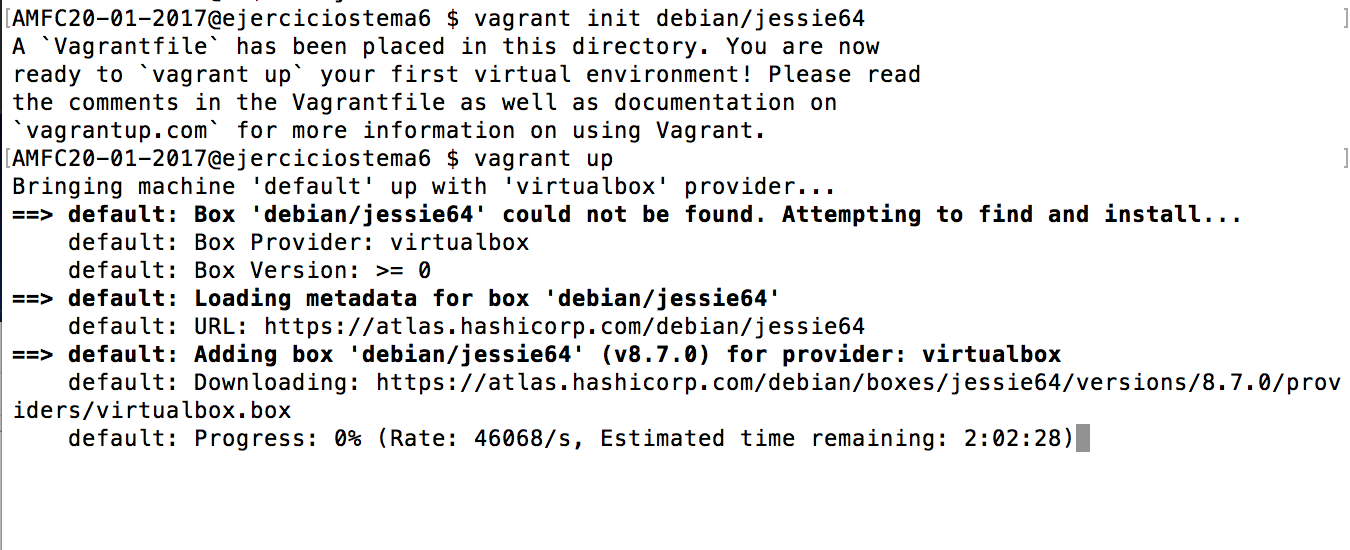 [AMFC20-01-2017@ejerciciostema6 $ vagrant init debian/jessie64 ]
A `Vagrantfile` has been placed in this directory. You are now
ready to `vagrant up` your first virtual environment! Please read
the comments in the Vagrantfile as well as documentation on
`vagrantup.com` for more information on using Vagrant.
[AMFC20-01-2017@ejerciciostema6 $ vagrant up ]
Bringing machine 'default' up with 'virtualbox' provider...
==> default: Box 'debian/jessie64' could not be found. Attempting to find and install...
    default: Box Provider: virtualbox
    default: Box Version: >= 0
==> default: Loading metadata for box 'debian/jessie64'
    default: URL: https://atlas.hashicorp.com/debian/jessie64
==> default: Adding box 'debian/jessie64' (v8.7.0) for provider: virtualbox
    default: Downloading: https://atlas.hashicorp.com/debian/boxes/jessie64/versions/8.7.0/prov
iders/virtualbox.box
    default: Progress: 0% (Rate: 46068/s, Estimated time remaining: 2:02:28)